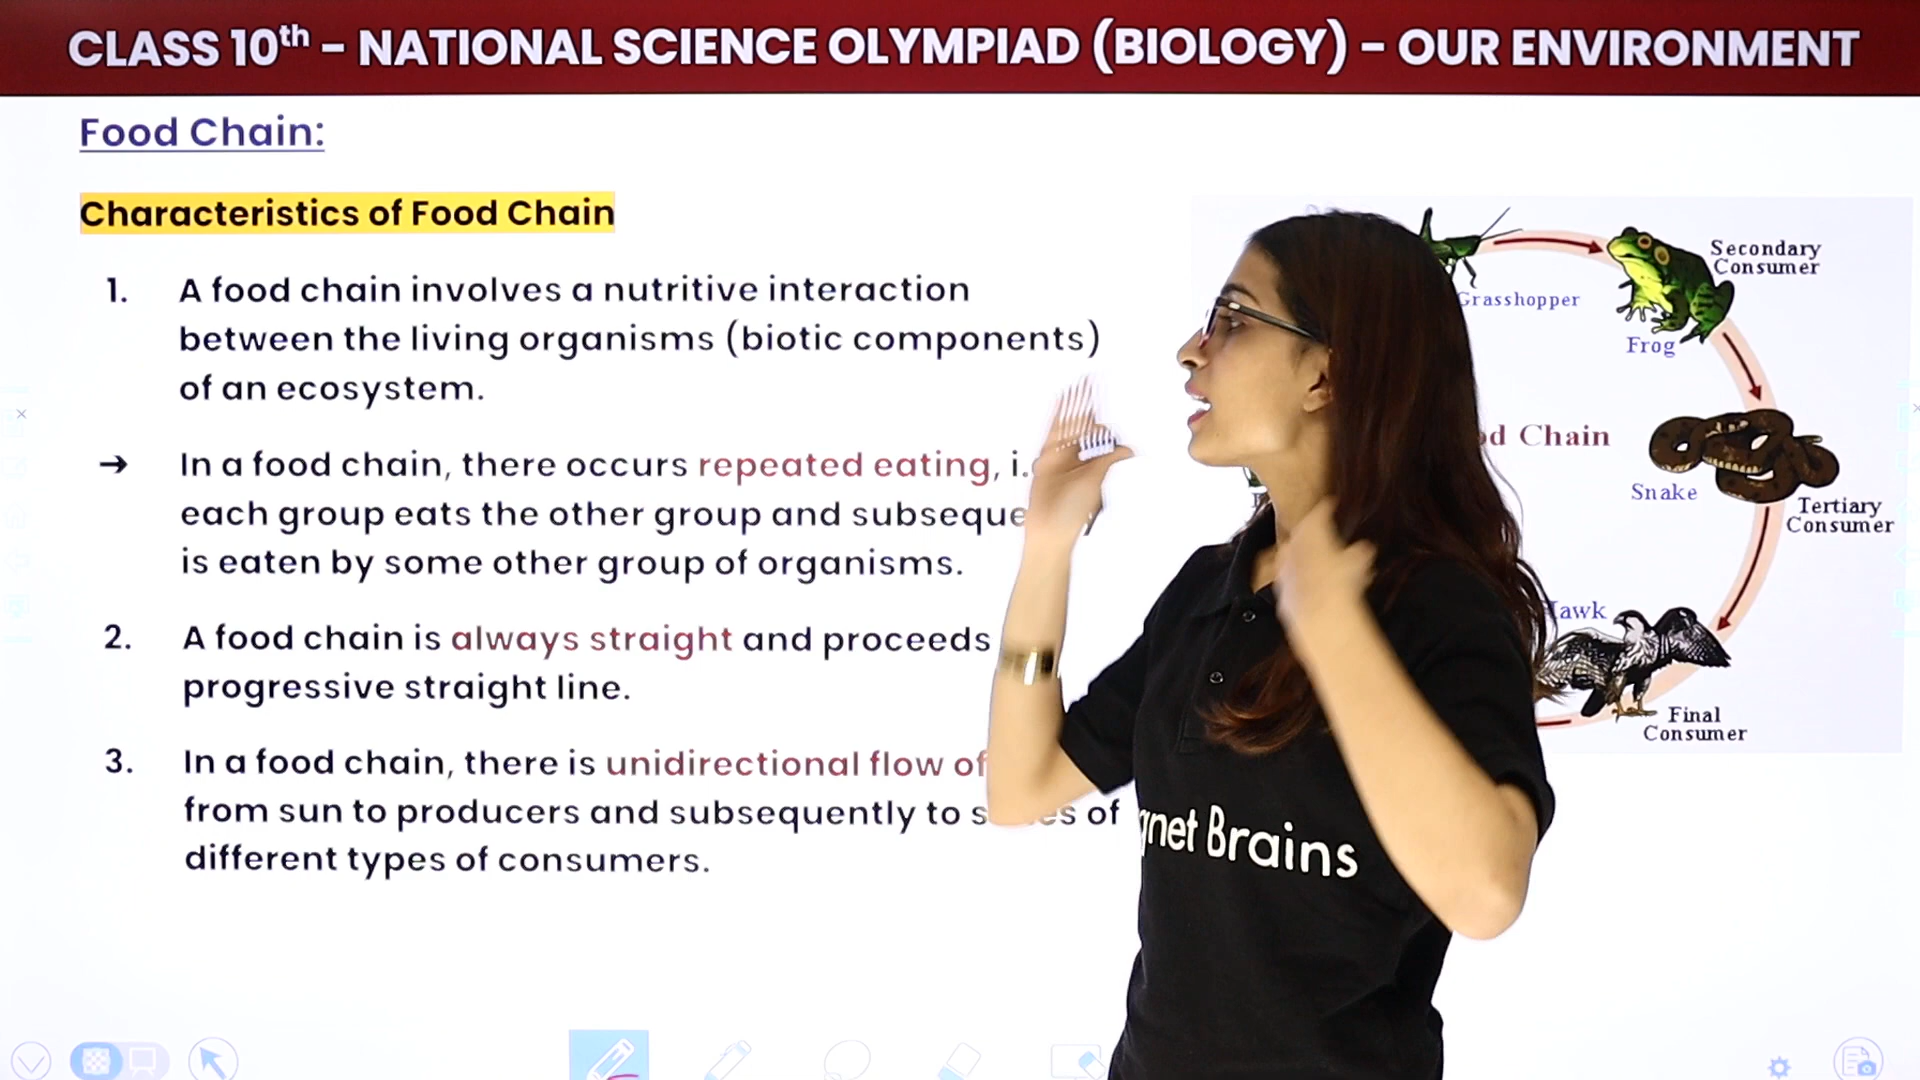 CLASS 10th – NATIONAL SCIENCE OLYMPIAD (BIOLOGY) – OUR ENVIRONMENT
Food Chain:
Characteristics of Food Chain
1. A food chain involves a nutritive interaction
between the living organisms (biotic components)
of an ecosystem.
→ In a food chain, there occurs repeated eating,
each group eats the other group and
is eaten by some other group of organisms.
2. A food chain is always straight and proceeds
progressive straight line.
3. In a food chain, there is unidirectional flow of
from sun to producers and subsequently to of
different types of consumers.
Grasshopper
Secondary
Consumer
Frog
Chain
Snake
Tertiary
Consumer
Final
Consumer
Brains